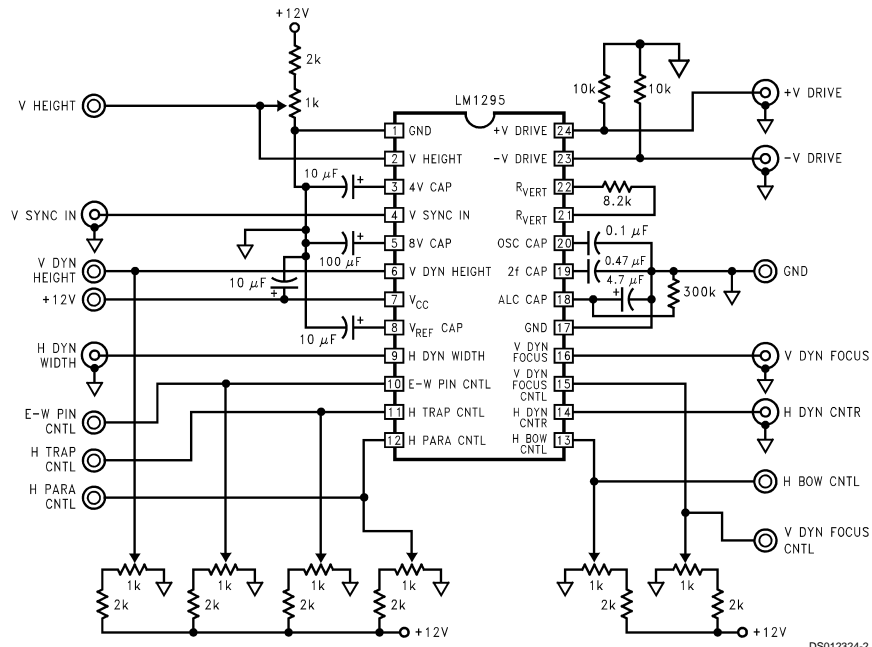 +12V
2k
1k
V HEIGHT
LM1295
10k
10k
+V DRIVE
-V DRIVE
1 GND
+V DRIVE 24
2 V HEIGHT
-V DRIVE 23
10 μF
+
3 4V CAP
RVERT 22
8.2k
V SYNC IN
4 V SYNC IN
RVERT 21
0.1 μF
5 8V CAP
OSC CAP 20
100 μF
+
V DYN
HEIGHT
6 V DYN HEIGHT
2f CAP 19
0.47 μF
GND
10 μF
+
4.7 μF
+
300k
+12V
7 VCC
ALC CAP 18
8 VREF CAP
GND 17
10 μF
+
H DYN
WIDTH
9 H DYN WIDTH
V DYN
FOCUS 16
V DYN FOCUS
10 E-W PIN CNTL
V DYN
FOCUS
CNTL 15
E-W PIN
CNTL
11 H TRAP CNTL
H DYN
CNTR 14
H DYN CNTR
12 H PARA CNTL
H BOW
CNTL 13
H TRAP
CNTL
H PARA
CNTL
H BOW CNTL
V DYN FOCUS
CNTL
1k
1k
1k
1k
1k
1k
2k
2k
2k
2k
2k
2k
+12V
+12V
DS012324-2